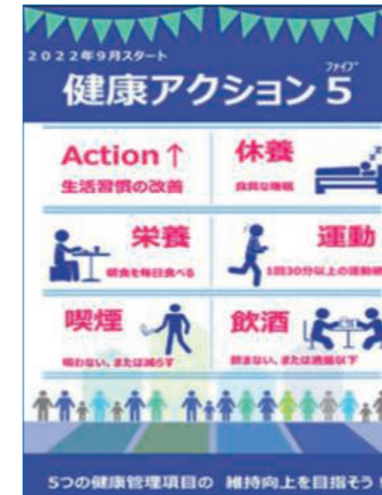 2022年9月スタート
健康アクション5
ファイブ
Action↑
生活習慣の改善
休養
良質な睡眠
栄養
朝食を毎日食べる
運動
1回30分以上の運動
喫煙
吸わない、または減らす
飲酒
飲まない、または適量以下
5つの健康管理項目の 維持向上を目指そう！